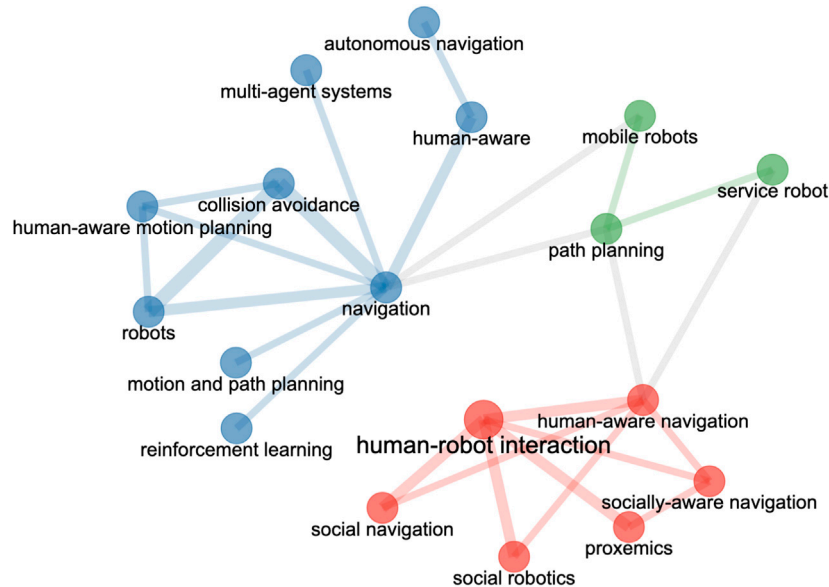 autonomous navigation
multi-agent systems
human-aware
mobile robots
service robot
collision avoidance
human-aware motion planning
path planning
navigation
robots
motion and path planning
human-aware navigation
human-robot interaction
reinforcement learning
socially-aware navigation
social navigation
proxemics
social robotics